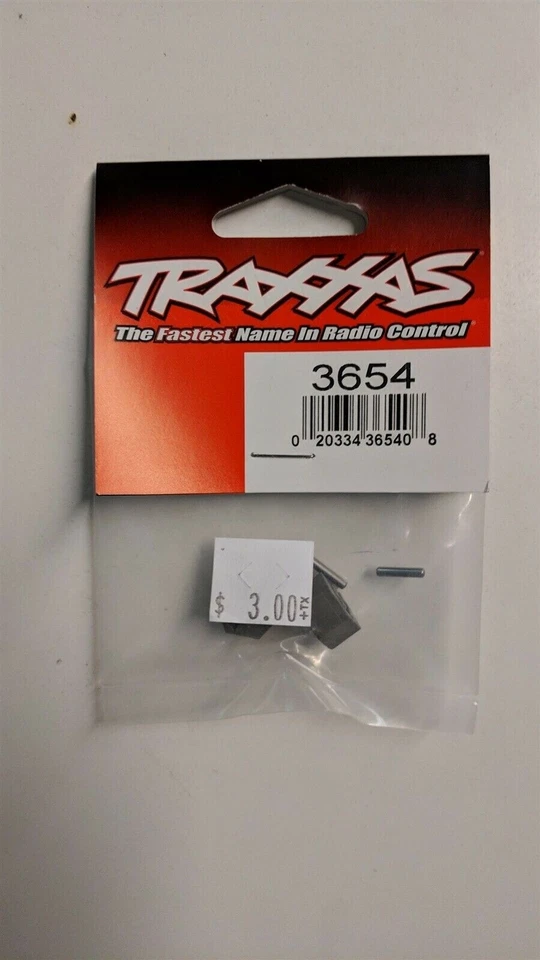 TRAXXAS
The Fastest Name In Radio Control
3654
0 20334 36540 8
$ 3.00 +TX